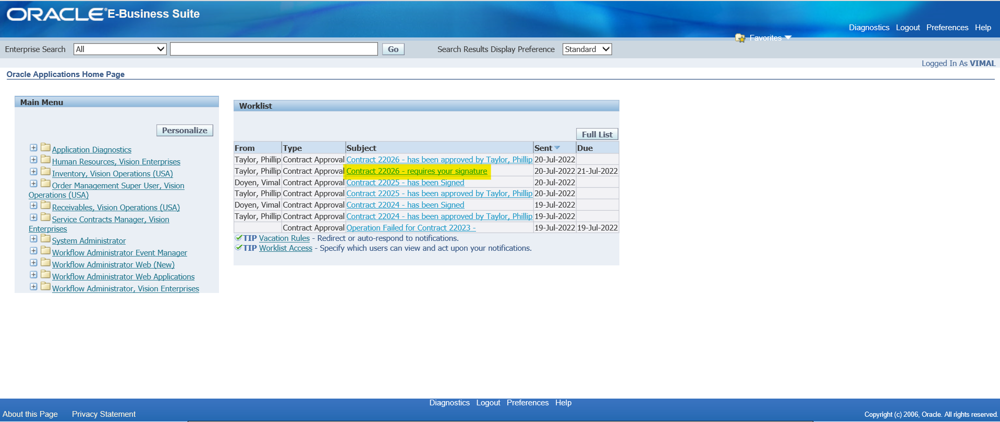 ORACLE® E-Business Suite
Diagnostics Logout Preferences Help
Favorites
Enterprise Search All Go Search Results Display Preference Standard
Logged In As VIMAL
Oracle Applications Home Page
Main Menu
Personalize
Application Diagnostics
Human Resources, Vision Enterprises
Inventory, Vision Operations (USA)
Order Management Super User, Vision
Operations (USA)
Receivables, Vision Operations (USA)
Service Contracts Manager, Vision
Enterprises
System Administrator
Workflow Administrator Event Manager
Workflow Administrator Web (New)
Workflow Administrator Web Applications
Workflow Administrator, Vision Enterprises
Worklist
Full List
From Type Subject Sent Due
Taylor, Phillip Contract Approval Contract 22026 - has been approved by Taylor, Phillip 20-Jul-2022
Taylor, Phillip Contract Approval Contract 22026 - requires your signature 20-Jul-2022 21-Jul-2022
Doyen, Vimal Contract Approval Contract 22025 - has been Signed 20-Jul-2022
Taylor, Phillip Contract Approval Contract 22025 - has been approved by Taylor, Phillip 20-Jul-2022
Doyen, Vimal Contract Approval Contract 22024 - has been Signed 19-Jul-2022
Taylor, Phillip Contract Approval Contract 22024 - has been approved by Taylor, Phillip 19-Jul-2022
Contract Approval Operation Failed for Contract 22023 - 19-Jul-2022 19-Jul-2022
TIP Vacation Rules - Redirect or auto-respond to notifications.
TIP Worklist Access - Specify which users can view and act upon your notifications.
Diagnostics Logout Preferences Help
About this Page Privacy Statement Copyright (c) 2006, Oracle. All rights reserved.